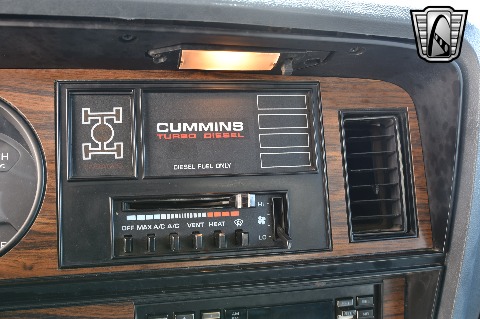 CUMMINS
TURBO DIESEL
DIESEL FUEL ONLY
HI
OFF MAX A/C A/C VENT HEAT
LO